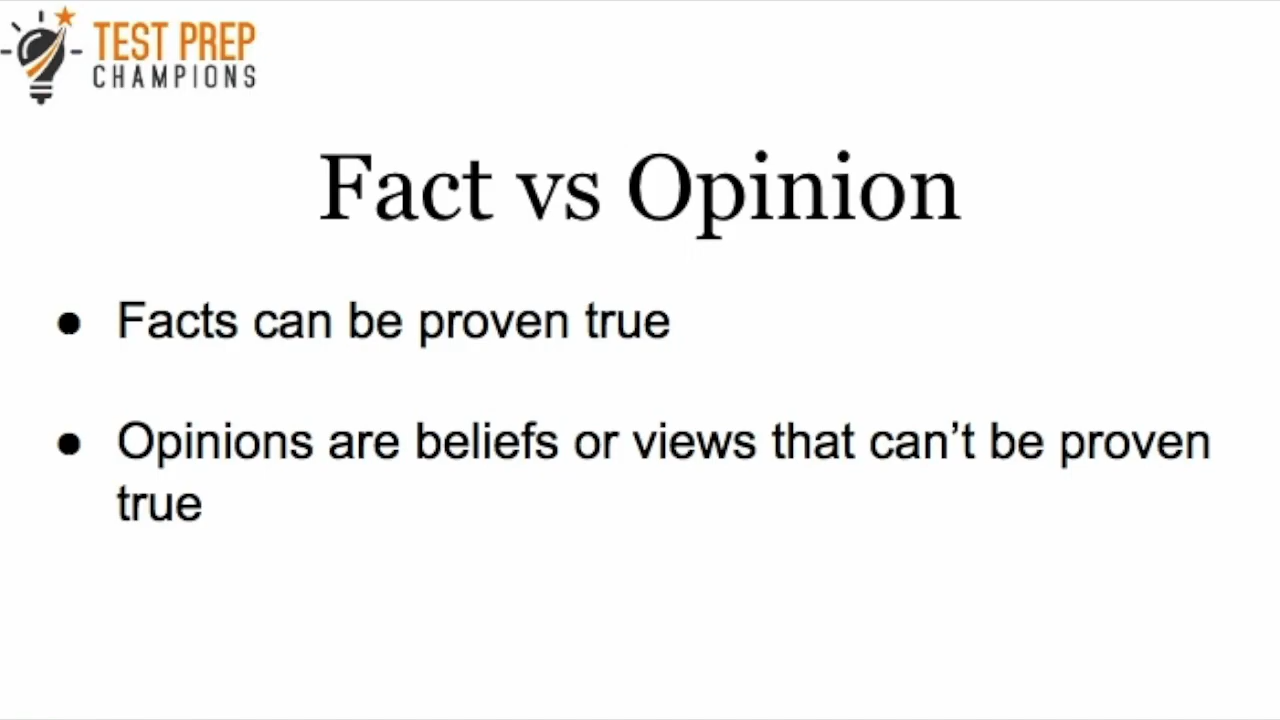 TEST PREP
CHAMPIONS
Fact vs Opinion
● Facts can be proven true
● Opinions are beliefs or views that can't be proven
true